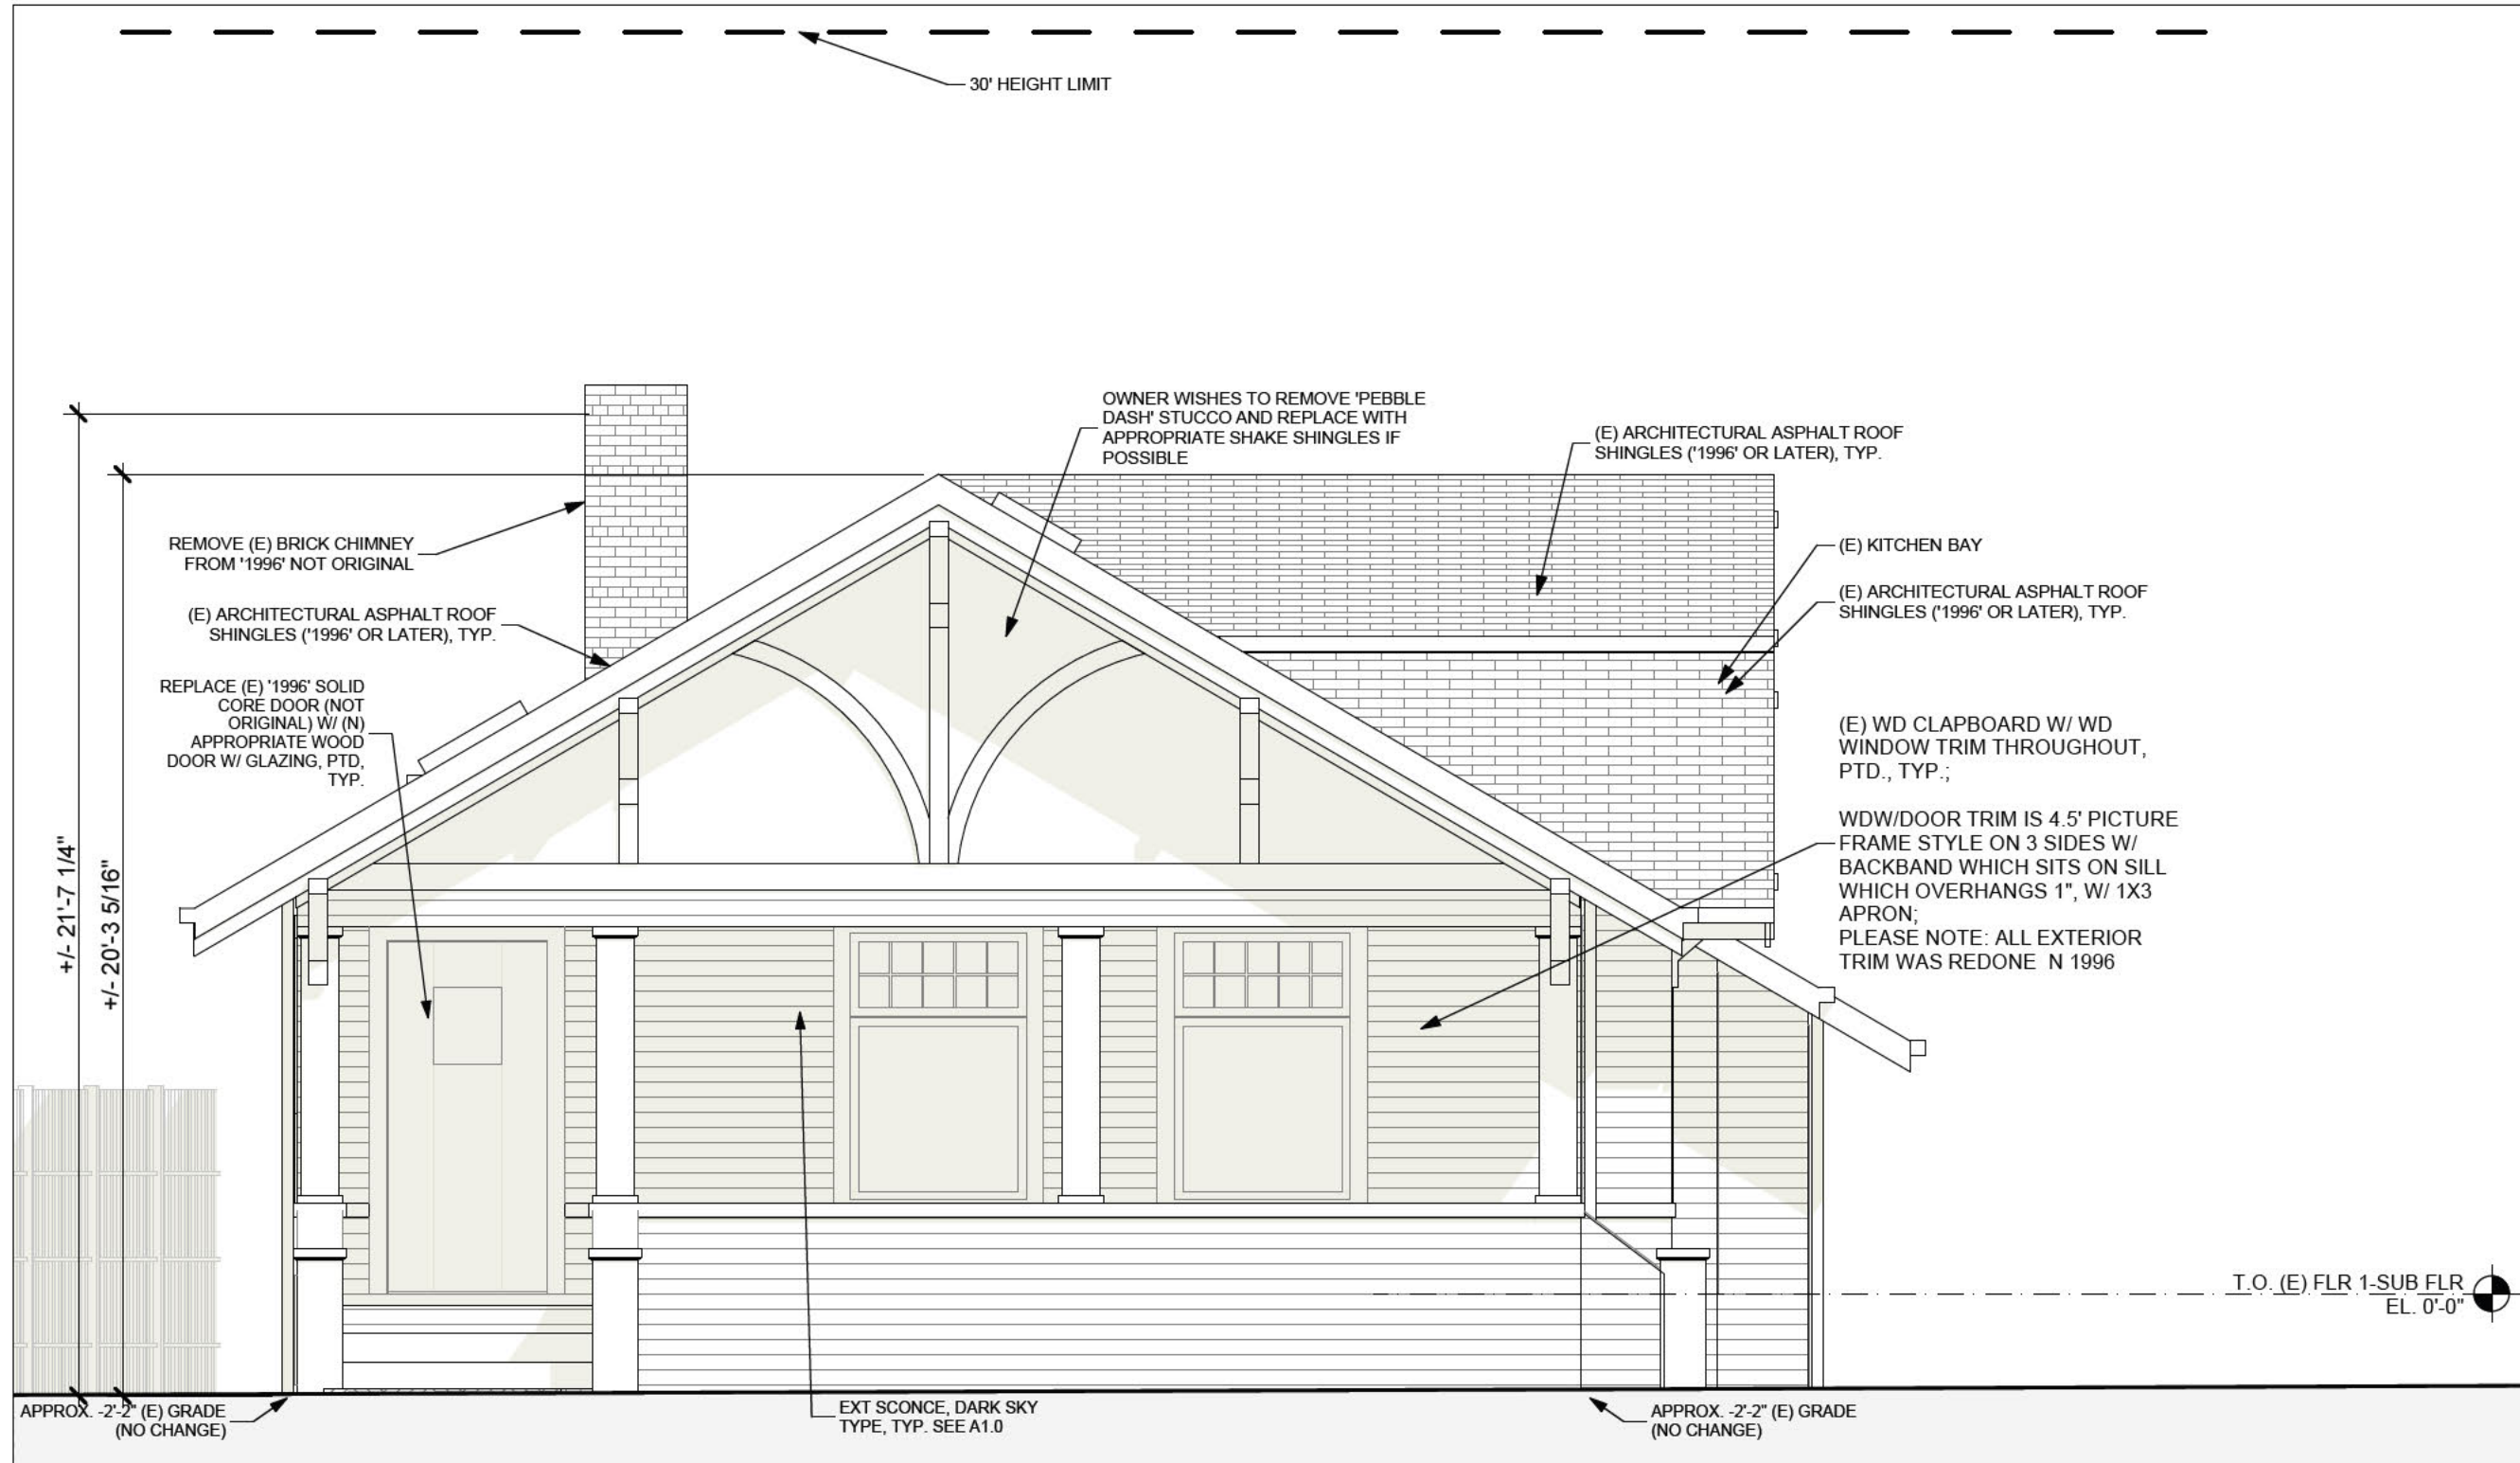 30' HEIGHT LIMIT
OWNER WISHES TO REMOVE 'PEBBLE
DASH' STUCCO AND REPLACE WITH
APPROPRIATE SHAKE SHINGLES IF
POSSIBLE
(E) ARCHITECTURAL ASPHALT ROOF
SHINGLES ('1996' OR LATER), TYP.
REMOVE (E) BRICK CHIMNEY
FROM '1996' NOT ORIGINAL
(E) KITCHEN BAY
(E) ARCHITECTURAL ASPHALT ROOF
SHINGLES ('1996' OR LATER), TYP.
(E) ARCHITECTURAL ASPHALT ROOF
SHINGLES ('1996' OR LATER), TYP.
REPLACE (E) '1996' SOLID
CORE DOOR (NOT
ORIGINAL) W/ (N)
APPROPRIATE WOOD
DOOR W/ GLAZING, PTD,
TYP.
(E) WD CLAPBOARD W/ WD
WINDOW TRIM THROUGHOUT,
PTD., TYP.;
WDW/DOOR TRIM IS 4.5' PICTURE
FRAME STYLE ON 3 SIDES W/
BACKBAND WHICH SITS ON SILL
WHICH OVERHANGS 1", W/ 1X3
APRON;
PLEASE NOTE: ALL EXTERIOR
TRIM WAS REDONE  N 1996
+/- 21'-7 1/4"
+/- 20'-3 5/16"
T.O. (E) FLR 1-SUB FLR
EL. 0'-0"
APPROX. -2'-2" (E) GRADE
(NO CHANGE)
EXT SCONCE, DARK SKY
TYPE, TYP. SEE A1.0
APPROX. -2'-2" (E) GRADE
(NO CHANGE)